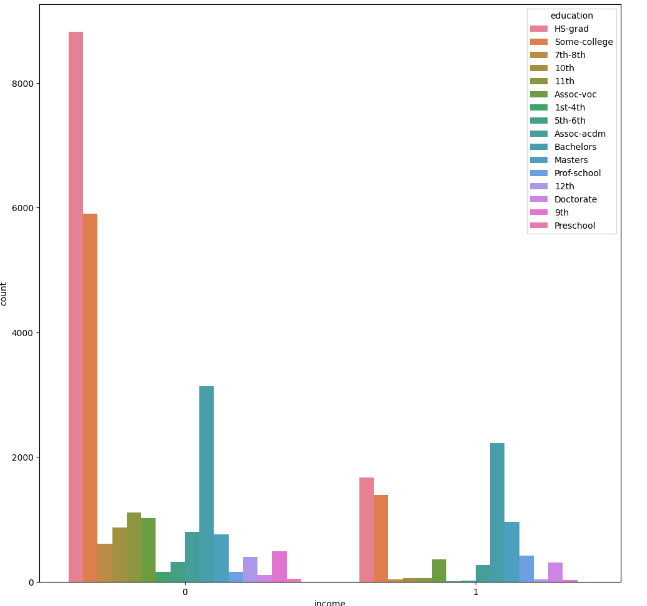 education
HS-grad
Some-college
7th-8th
10th
11th
Assoc-voc
1st-4th
5th-6th
Assoc-acdm
Bachelors
Masters
Prof-school
12th
Doctorate
9th
Preschool
8000
6000
4000
2000
0
count
0
1
income